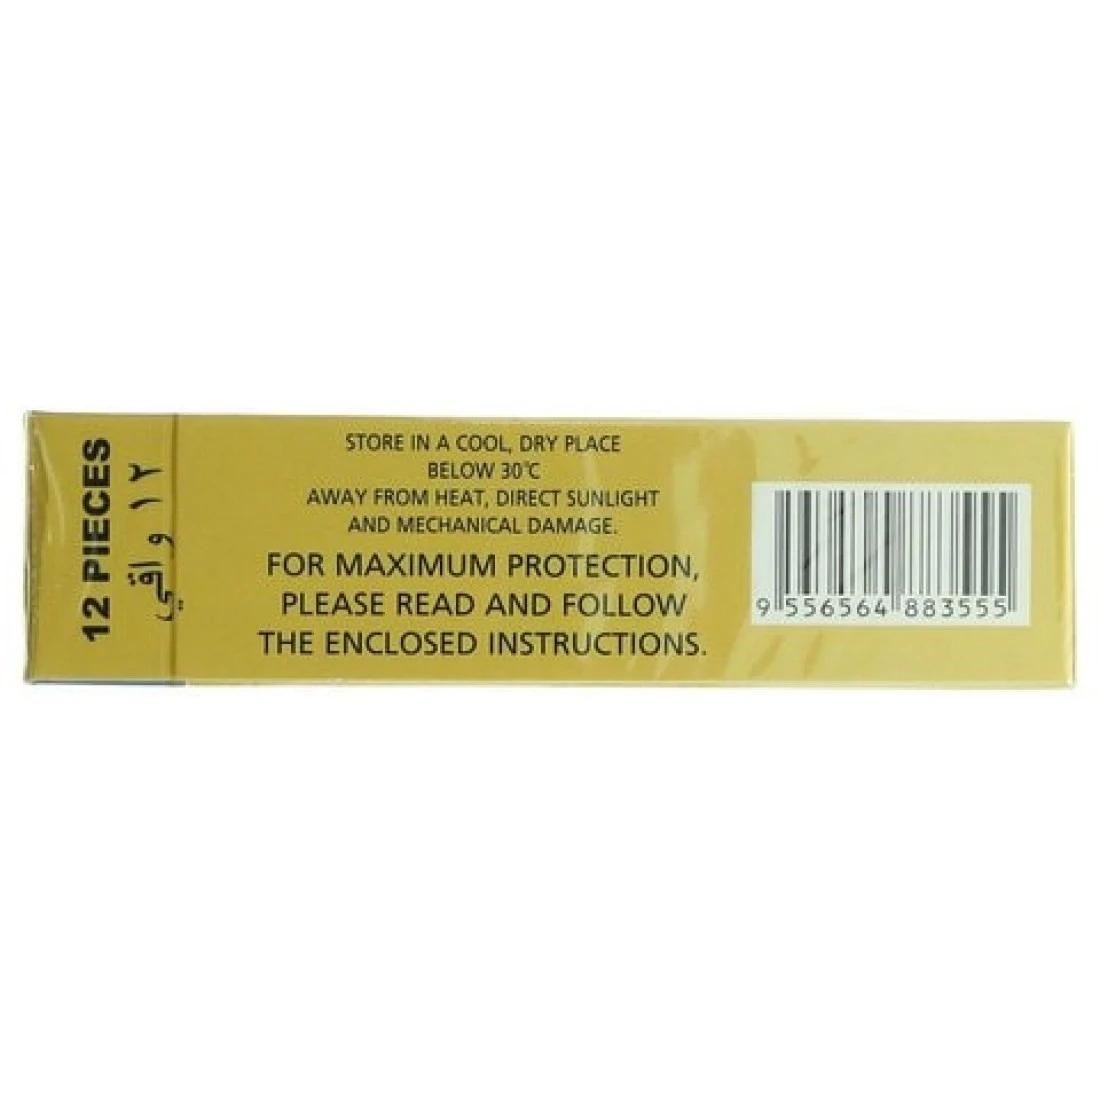 12 PIECES
١٢ واقي
STORE IN A COOL, DRY PLACE
BELOW 30°C
AWAY FROM HEAT, DIRECT SUNLIGHT
AND MECHANICAL DAMAGE.
FOR MAXIMUM PROTECTION,
PLEASE READ AND FOLLOW
THE ENCLOSED INSTRUCTIONS.
9 556564 883555